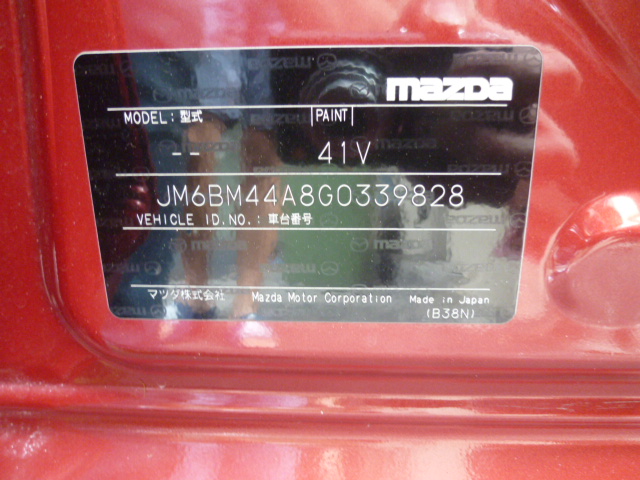 mazda
MODEL: 型式 |PAINT|
-- 41V
JM6BM44A8G0339828
VEHICLE ID.NO.: 車台番号
マツダ株式会社 Mazda Motor Corporation Made in Japan
(B38N)